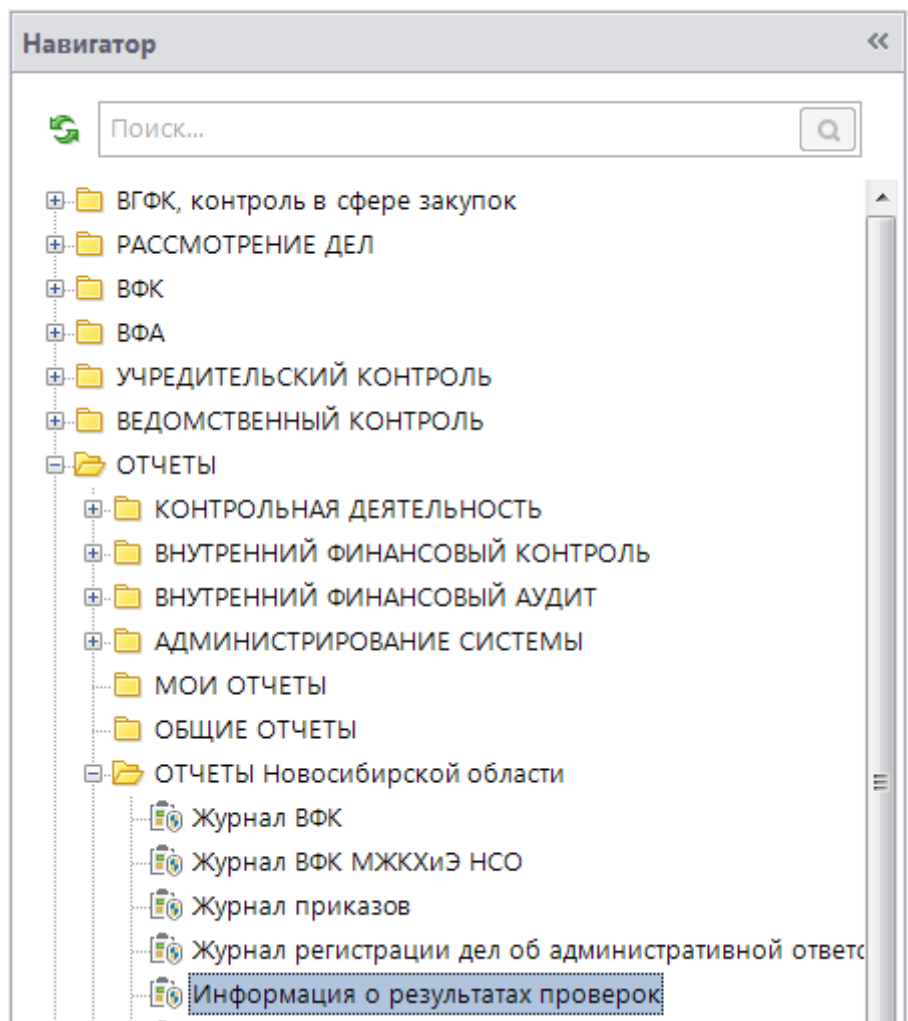 Навигатор
Поиск...
ВГФК, контроль в сфере закупок
РАССМОТРЕНИЕ ДЕЛ
ВФК
ВФА
УЧРЕДИТЕЛЬСКИЙ КОНТРОЛЬ
ВЕДОМСТВЕННЫЙ КОНТРОЛЬ
ОТЧЕТЫ
КОНТРОЛЬНАЯ ДЕЯТЕЛЬНОСТЬ
ВНУТРЕННИЙ ФИНАНСОВЫЙ КОНТРОЛЬ
ВНУТРЕННИЙ ФИНАНСОВЫЙ АУДИТ
АДМИНИСТРИРОВАНИЕ СИСТЕМЫ
МОИ ОТЧЕТЫ
ОБЩИЕ ОТЧЕТЫ
ОТЧЕТЫ Новосибирской области
Журнал ВФК
Журнал ВФК МЖКХиЭ НСО
Журнал приказов
Журнал регистрации дел об административной ответс
Информация о результатах проверок